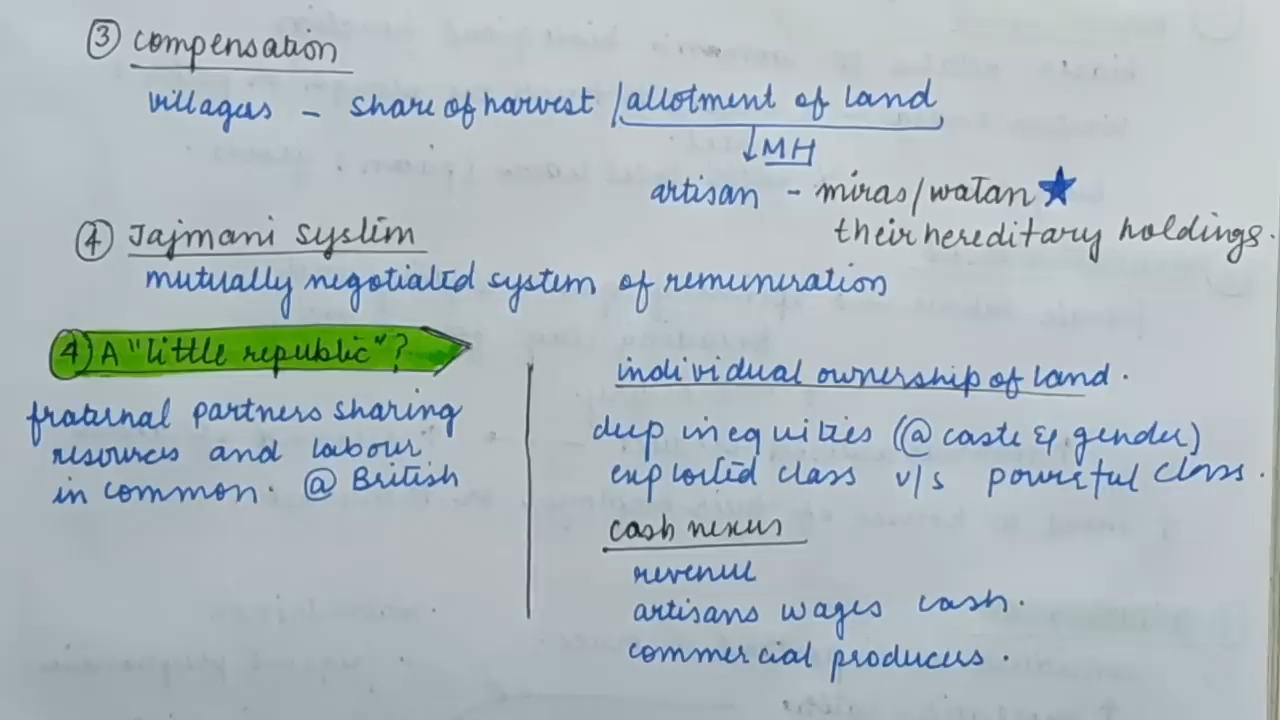 ③ compensation
villages - share of harvest / allotment of land
↓ MH
artisan - miras/watan ★
their hereditary holdings.
④ Jajmani system
mutually negotiated system of remuneration
④ A "little republic"?
fraternal partners sharing
resources and labour
in common. @ British
individual ownership of land.
deep inequities (@ caste & gender)
exploited class v/s powerful class.
cash nexus
revenue
artisans wages cash.
commercial producers.